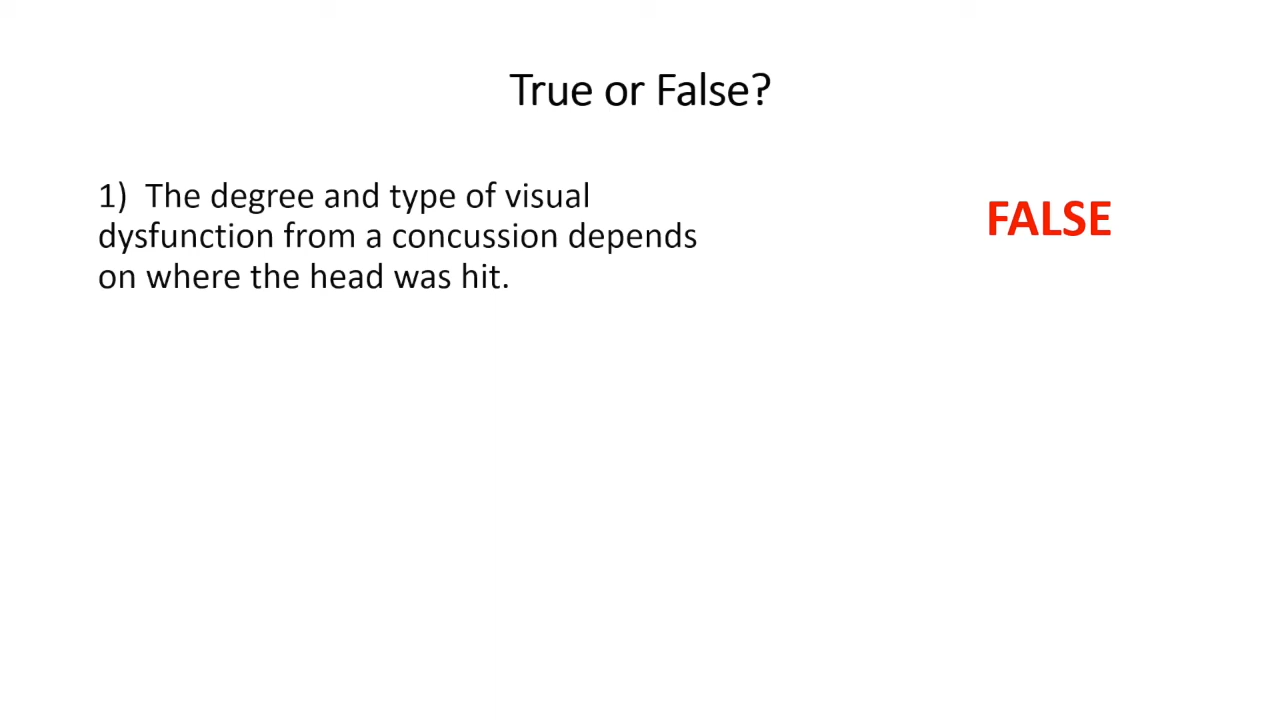 True or False?
1) The degree and type of visual
dysfunction from a concussion depends
on where the head was hit.
FALSE